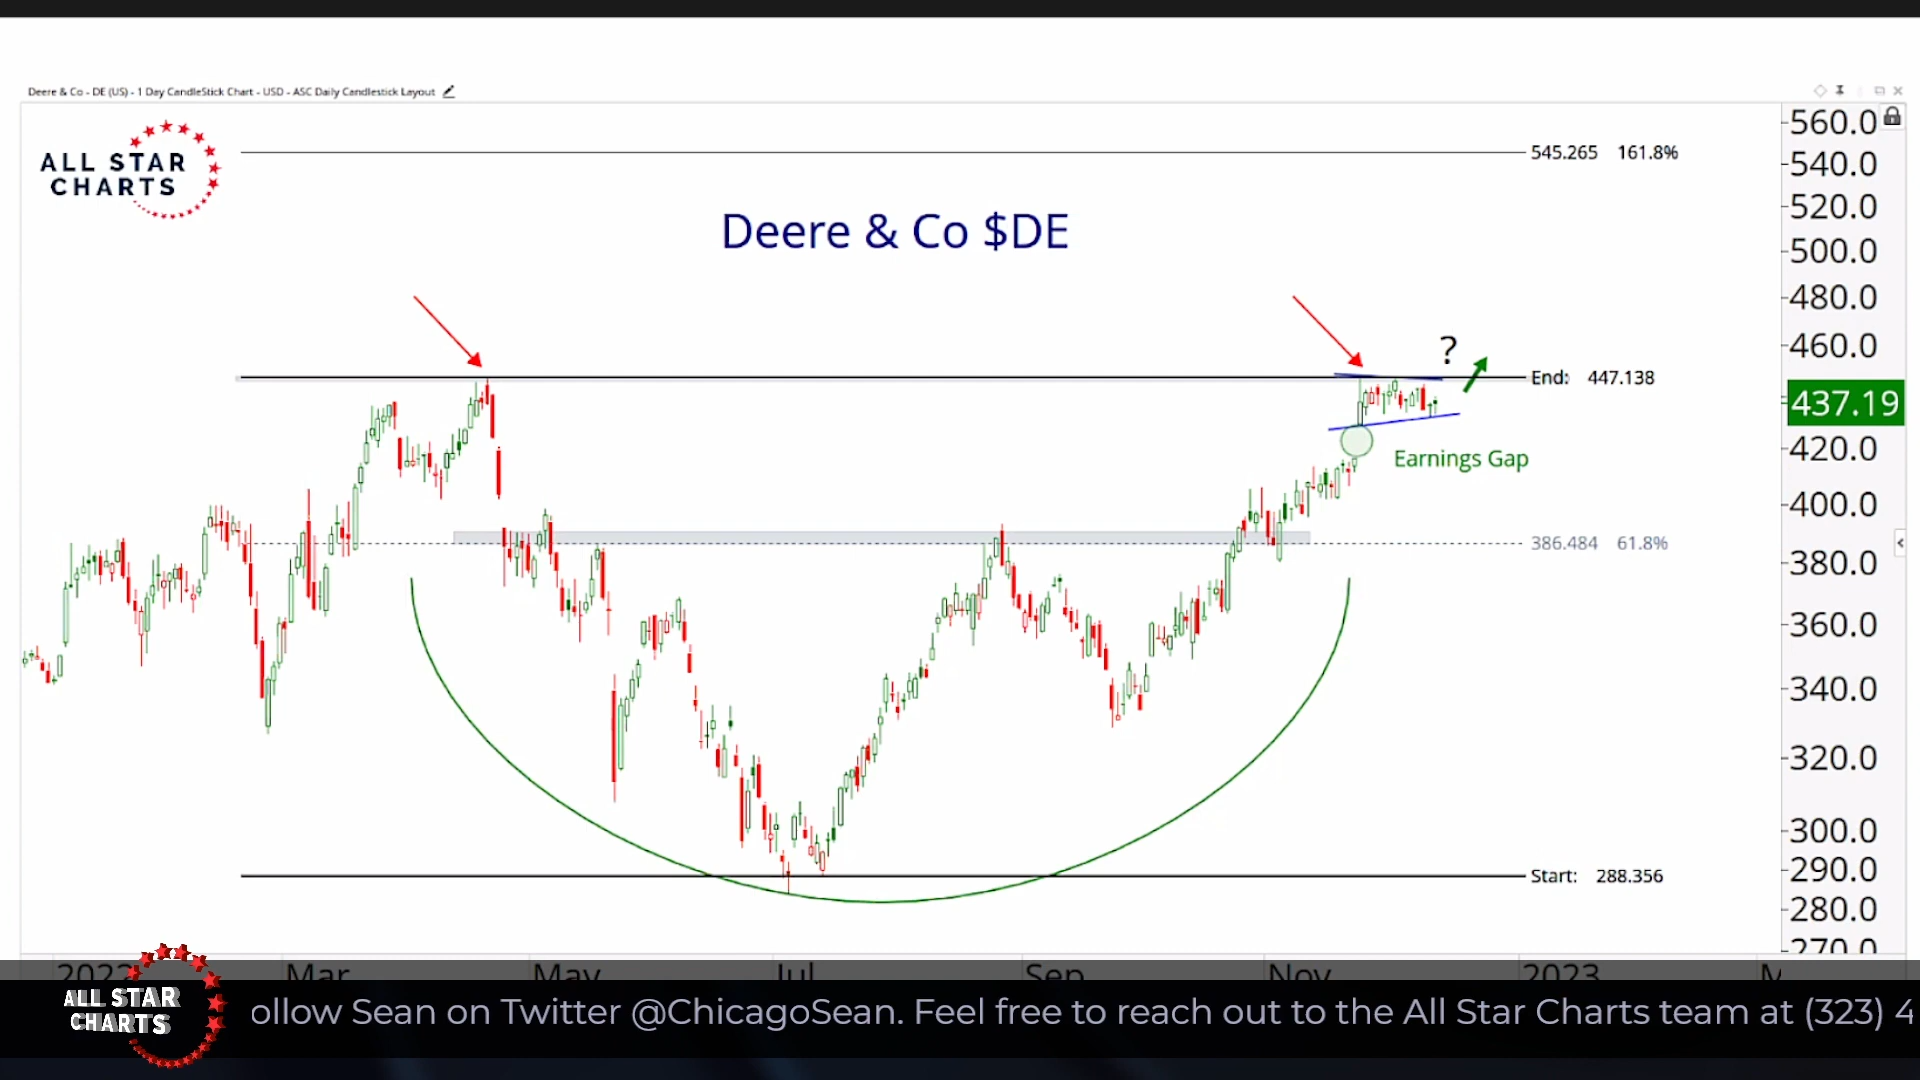 Deere & Co - DE (US) - 1 Day CandleStick Chart - USD - ASC Daily Candlestick Layout
ALL STAR
CHARTS
Deere & Co $DE
545.265 161.8%
?
End: 447.138
Earnings Gap
386.484 61.8%
Start: 288.356
560.0
540.0
520.0
500.0
480.0
460.0
437.19
420.0
400.0
380.0
360.0
340.0
320.0
300.0
290.0
280.0
270.0
2022 Mar May Jul Sep Nov 2023 M
ALL STAR
CHARTS
ollow Sean on Twitter @ChicagoSean. Feel free to reach out to the All Star Charts team at (323) 4